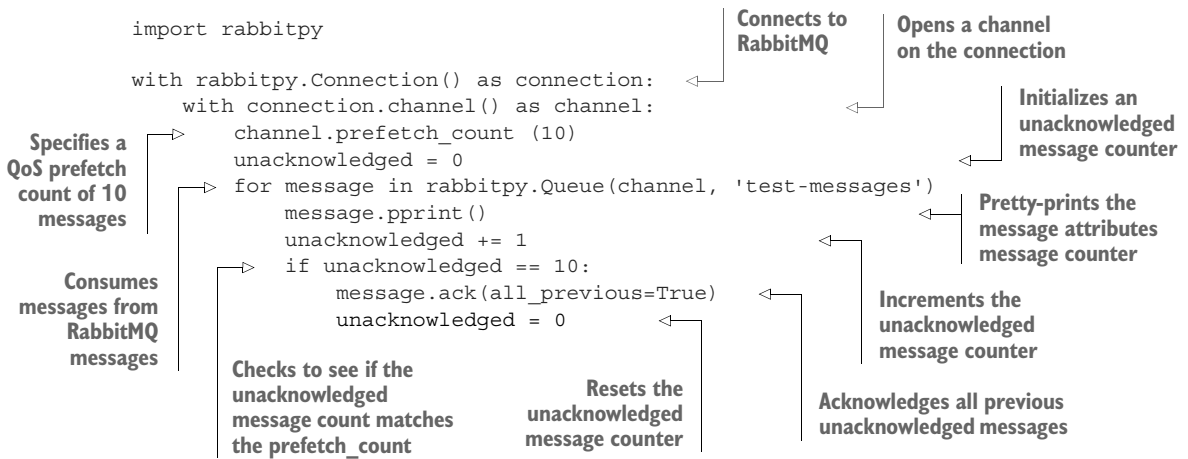 import rabbitpy
with rabbitpy.Connection() as connection:
with connection.channel() as channel:
channel.prefetch_count (10)
unacknowledged = 0
for message in rabbitpy.Queue(channel, 'test-messages')
message.pprint()
unacknowledged += 1
if unacknowledged == 10:
message.ack(all_previous=True)
unacknowledged = 0
Connects to
RabbitMQ
Opens a channel
on the connection
Initializes an
unacknowledged
message counter
Specifies a
QoS prefetch
count of 10
messages
Pretty-prints the
message attributes
message counter
Consumes
messages from
RabbitMQ
messages
Increments the
unacknowledged
message counter
Checks to see if the
unacknowledged
message count matches
the prefetch_count
Resets the
unacknowledged
message counter
Acknowledges all previous
unacknowledged messages